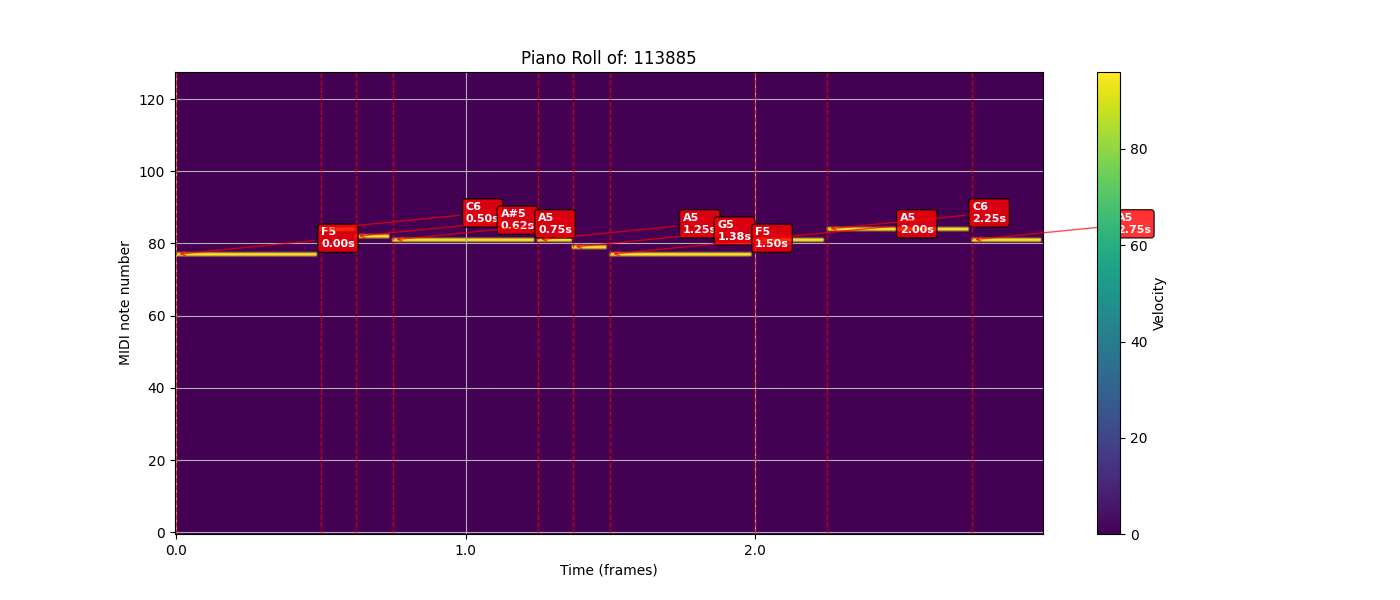 Piano Roll of: 113885
MIDI note number
120
100
80
60
40
20
0
F5
0.00s
C6
0.50s
A#5
0.62s
A5
0.75s
A5
1.25s
G5
1.38s
F5
1.50s
A5
2.00s
C6
2.25s
A5
2.75s
0.0
1.0
2.0
Time (frames)
80
60
40
20
0
Velocity